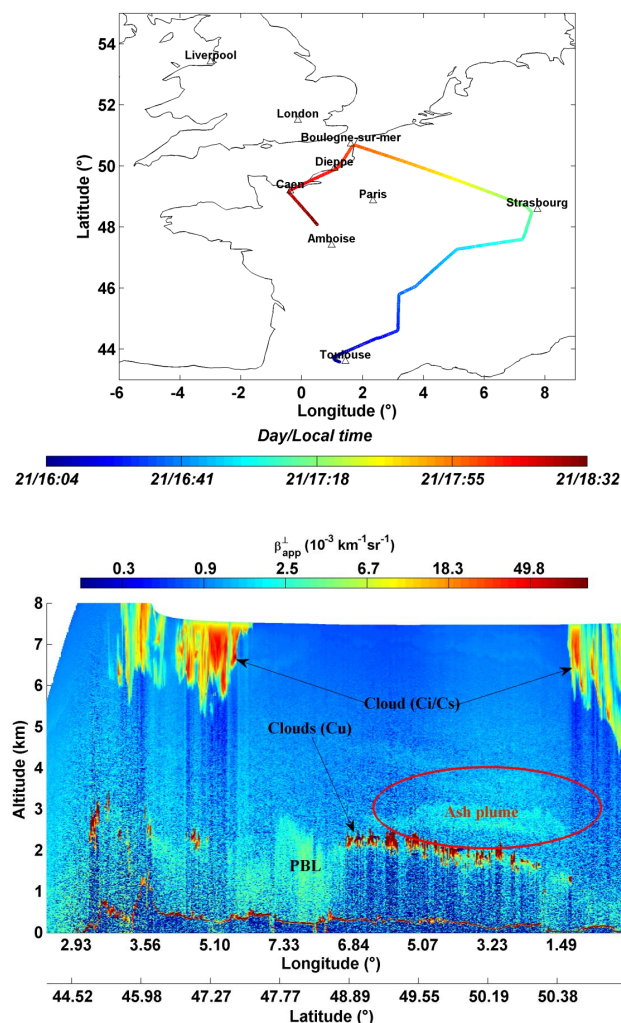 54
52
50
48
46
44
Latitude (°)
Liverpool
London
Boulogne-sur-mer
Dieppe
Caen
Paris
Strasbourg
Amboise
Toulouse
-6 -4 -2 0 2 4 6 8
Longitude (°)
Day/Local time
21/16:04 21/16:41 21/17:18 21/17:55 21/18:32
β⊥app (10-3 km-1sr-1)
0.3 0.9 2.5 6.7 18.3 49.8
8
7
6
5
4
3
2
1
0
Altitude (km)
Cloud (Ci/Cs)
Clouds (Cu)
Ash plume
PBL
2.93 3.56 5.10 7.33 6.84 5.07 3.23 1.49
Longitude (°)
44.52 45.98 47.27 47.77 48.89 49.55 50.19 50.38
Latitude (°)